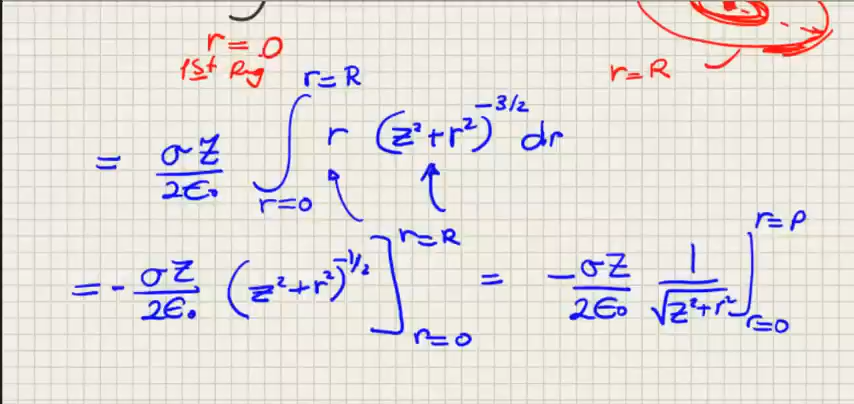 r = 0
1st Ring
r = R
= σZ/2ϵ₀ ∫_{r=0}^{r=R} r (z²+r²)^{-3/2} dr
= - σZ/2ϵ₀ (z²+r²)^{-1/2} ]_{r=0}^{r=R} = -σZ/2ϵ₀ 1/√(z²+r²) ]_{r=0}^{r=P}